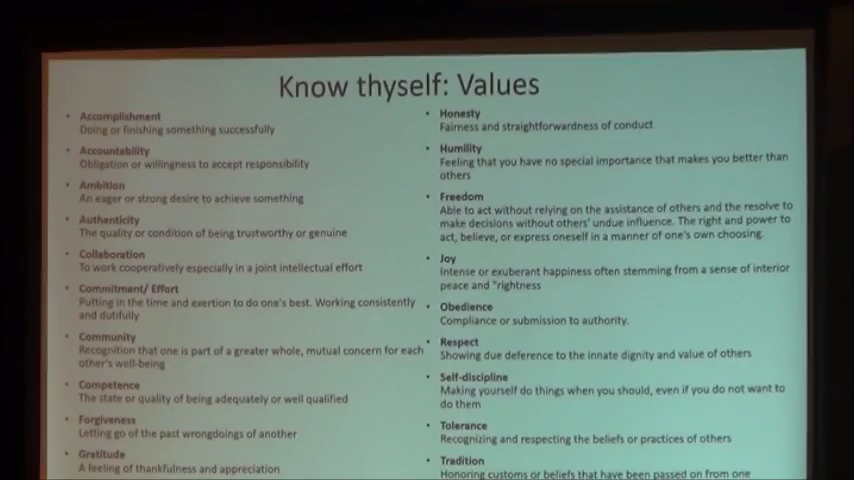 Know thyself: Values
• Accomplishment
Doing or finishing something successfully
• Accountability
Obligation or willingness to accept responsibility
• Ambition
An eager or strong desire to achieve something
• Authenticity
The quality or condition of being trustworthy or genuine
• Collaboration
To work cooperatively especially in a joint intellectual effort
• Commitment/ Effort
Putting in the time and exertion to do one's best. Working consistently
and dutifully
• Community
Recognition that one is part of a greater whole, mutual concern for each
other's well-being
• Competence
The state or quality of being adequately or well qualified
• Forgiveness
Letting go of the past wrongdoings of another
• Gratitude
A feeling of thankfulness and appreciation
• Honesty
Fairness and straightforwardness of conduct
• Humility
Feeling that you have no special importance that makes you better than
others
• Freedom
Able to act without relying on the assistance of others and the resolve to
make decisions without others' undue influence. The right and power to
act, believe, or express oneself in a manner of one's own choosing.
• Joy
Intense or exuberant happiness often stemming from a sense of interior
peace and "rightness
• Obedience
Compliance or submission to authority.
• Respect
Showing due deference to the innate dignity and value of others
• Self-discipline
Making yourself do things when you should, even if you do not want to
do them
• Tolerance
Recognizing and respecting the beliefs or practices of others
• Tradition
Honoring customs or beliefs that have been passed on from one